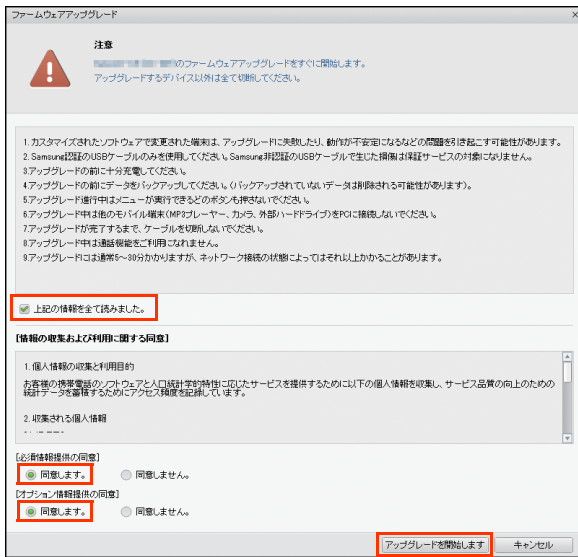 ファームウェアアップグレード
注意
のファームウェアアップグレードをすぐに開始します。
アップグレードするデバイス以外は全て切断してください。
1.カスタマイズされたソフトウェアで変更された端末は、アップグレードに失敗したり、動作が不安定になるなどの問題を引き起こす可能性があります。
2.Samsung認証のUSBケーブルのみを使用してください。Samsung非認証のUSBケーブルで生じた損傷は保証サービスの対象になりません。
3.アップグレードの前に十分充電してください。
4.アップグレードの前にデータをバックアップしてください。(バックアップされていないデータは削除される可能性があります)。
5.アップグレード進行中はメニューが実行できるどのボタンも押さないでください。
6.アップグレード中は他のモバイル端末(MP3プレーヤー、カメラ、外部ハードドライブ)をPCに接続しないでください。
7.アップグレードが完了するまで、ケーブルを切断しないでください。
8.アップグレード中は通話機能をご利用になれません。
9.アップグレードには通常5～30分かかりますが、ネットワーク接続の状態によってはそれ以上かかることがあります。
上記の情報を全て読みました。
[情報の収集および利用に関する同意]
1.個人情報の収集と利用目的
お客様の携帯電話のソフトウェアと人口統計学的特性に応じたサービスを提供するために以下の個人情報を収集し、サービス品質の向上のための
統計データを蓄積するためにアクセス頻度を記録しています。
2.収集される個人情報
[必須情報提供の同意]
同意します。 同意しません。
[オプション情報提供の同意]
同意します。 同意しません。
アップグレードを開始します キャンセル